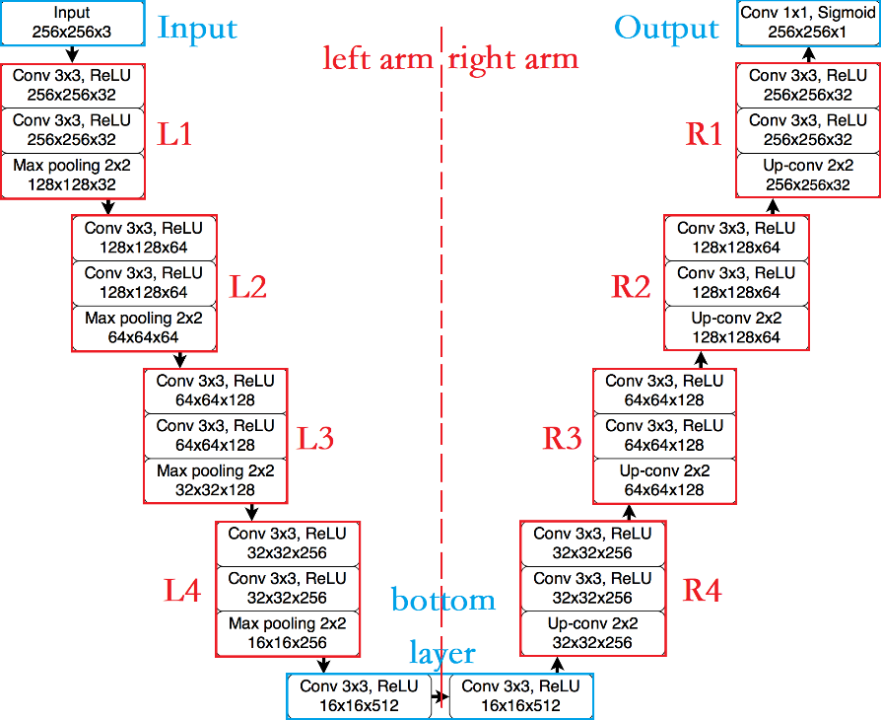 Input
256x256x3
Input
left arm
right arm
Output
Conv 1x1, Sigmoid
256x256x1
Conv 3x3, ReLU
256x256x32
Conv 3x3, ReLU
256x256x32
Max pooling 2x2
128x128x32
L1
Conv 3x3, ReLU
128x128x64
Conv 3x3, ReLU
128x128x64
Max pooling 2x2
64x64x64
L2
Conv 3x3, ReLU
64x64x128
Conv 3x3, ReLU
64x64x128
Max pooling 2x2
32x32x128
L3
Conv 3x3, ReLU
32x32x256
Conv 3x3, ReLU
32x32x256
Max pooling 2x2
16x16x256
L4
bottom
layer
Conv 3x3, ReLU
16x16x512
Conv 3x3, ReLU
16x16x512
R1
Conv 3x3, ReLU
256x256x32
Conv 3x3, ReLU
256x256x32
Up-conv 2x2
256x256x32
R2
Conv 3x3, ReLU
128x128x64
Conv 3x3, ReLU
128x128x64
Up-conv 2x2
128x128x64
R3
Conv 3x3, ReLU
64x64x128
Conv 3x3, ReLU
64x64x128
Up-conv 2x2
64x64x128
R4
Conv 3x3, ReLU
32x32x256
Conv 3x3, ReLU
32x32x256
Up-conv 2x2
32x32x256